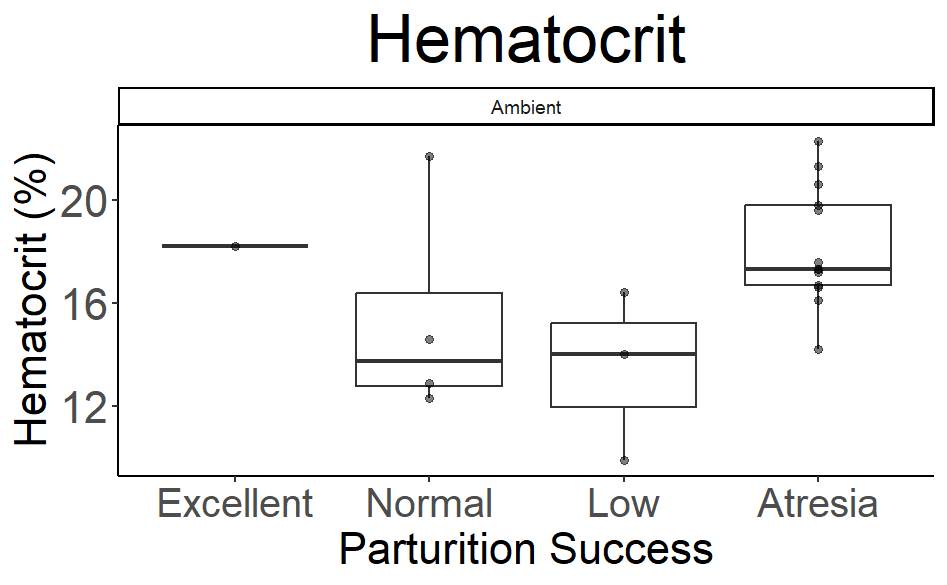 Hematocrit
Ambient
Hematocrit (%)
20
16
12
Excellent Normal Low Atresia
Parturition Success